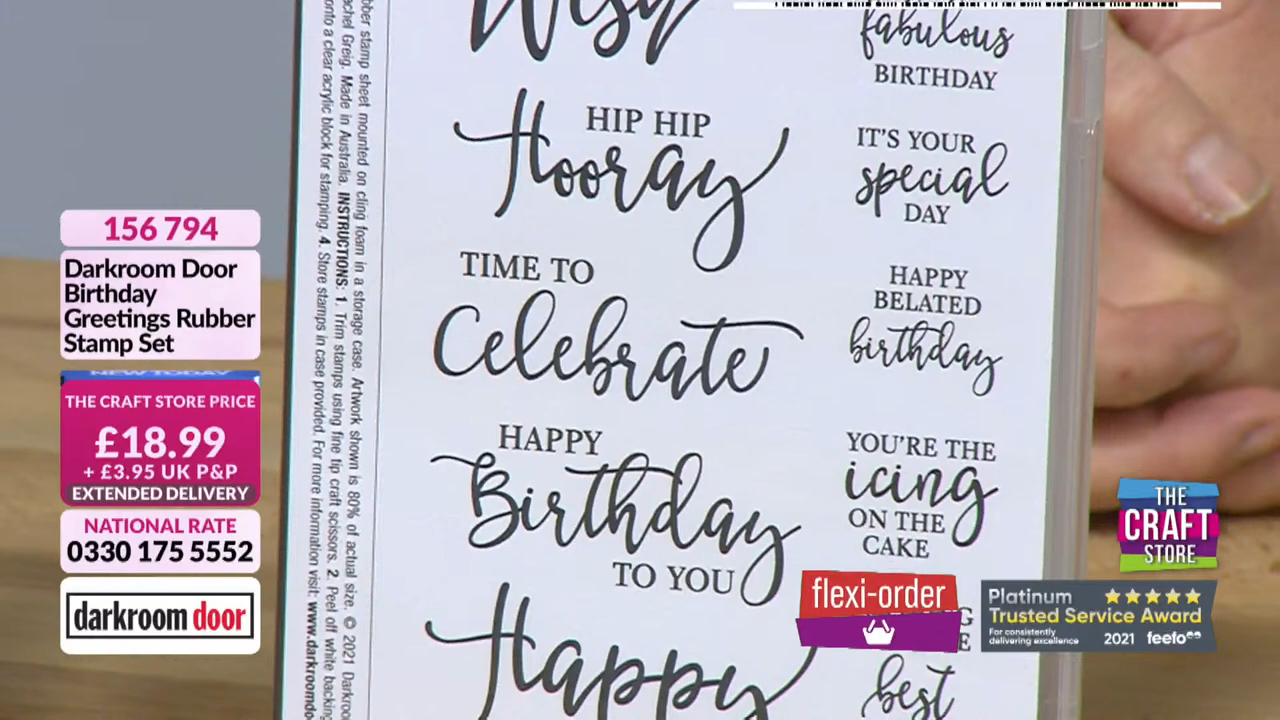 fabulous
BIRTHDAY
HIP HIP
Hooray
IT'S YOUR
special
DAY
TIME TO
Celebrate
HAPPY
BELATED
birthday
HAPPY
Birthday
TO YOU
YOU'RE THE
icing
ON THE
CAKE
Happy
best
bber stamp sheet mounted on cling foam in a storage case. Artwork shown is 80% of actual size. © 2021 Darkroo
achel Greig. Made in Australia. INSTRUCTIONS: 1. Trim stamps using fine tip craft scissors. 2. Peel off white backing
onto a clear acrylic block for stamping. 4. Store stamps in case provided. For more information visit: www.darkroomdo
156 794
Darkroom Door
Birthday
Greetings Rubber
Stamp Set
NEW TODAY
THE CRAFT STORE PRICE
£18.99
+ £3.95 UK P&P
EXTENDED DELIVERY
NATIONAL RATE
0330 175 5552
darkroom door
THE
CRAFT
STORE
flexi-order
Platinum
Trusted Service Award
For consistently
delivering excellence
2021 feefo